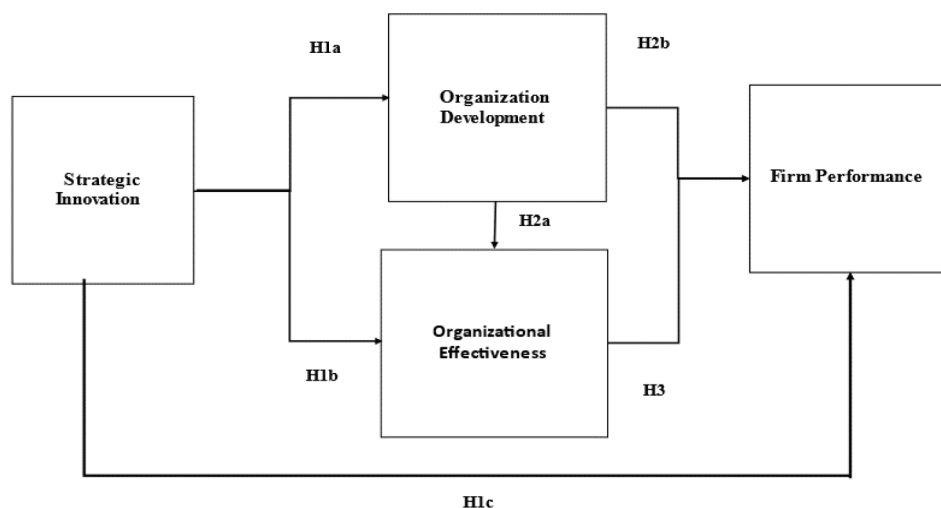 H1a
H2b
Organization
Development
Strategic
Innovation
Firm Performance
H2a
Organizational
Effectiveness
H1b
H3
H1c